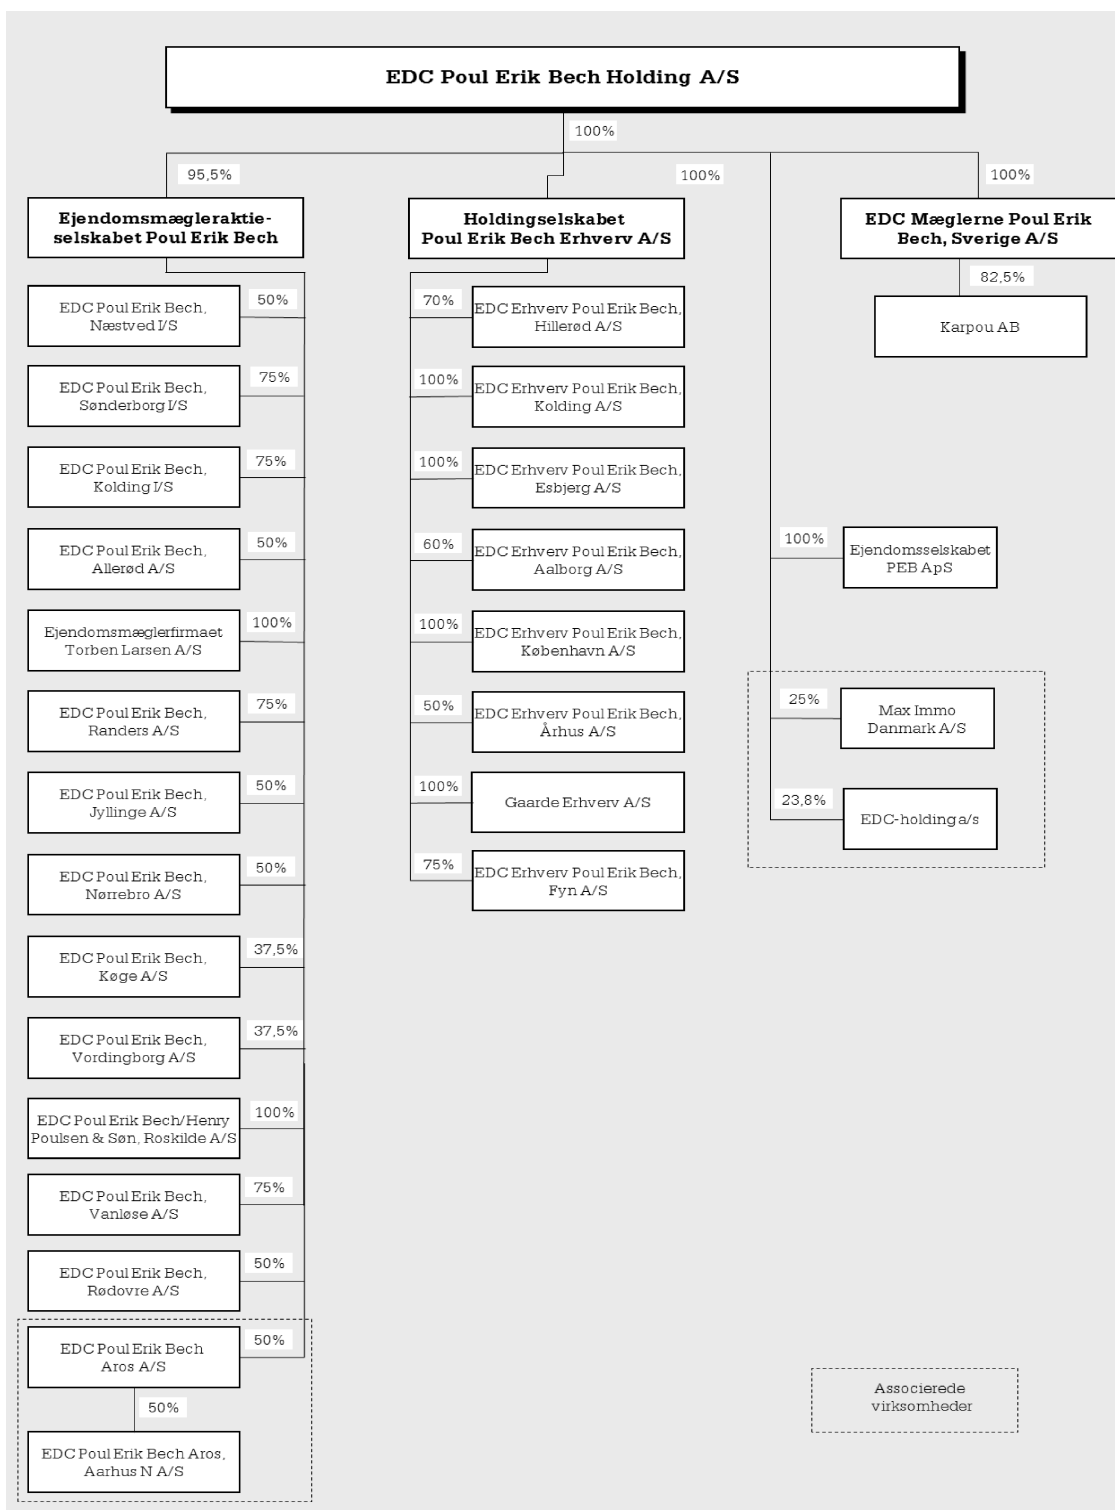 EDC Poul Erik Bech Holding A/S
100%
95,5%
100%
100%
Ejendomsmægleraktie-
selskabet Poul Erik Bech
Holdingselskabet
Poul Erik Bech Erhverv A/S
EDC Mæglerne Poul Erik
Bech, Sverige A/S
50%
EDC Poul Erik Bech,
Næstved I/S
75%
EDC Poul Erik Bech,
Sønderborg I/S
75%
EDC Poul Erik Bech,
Kolding I/S
50%
EDC Poul Erik Bech,
Allerød A/S
100%
Ejendomsmæglerfirmaet
Torben Larsen A/S
75%
EDC Poul Erik Bech,
Randers A/S
50%
EDC Poul Erik Bech,
Jyllinge A/S
50%
EDC Poul Erik Bech,
Nørrebro A/S
37,5%
EDC Poul Erik Bech,
Køge A/S
37,5%
EDC Poul Erik Bech,
Vordingborg A/S
100%
EDC Poul Erik Bech/Henry
Poulsen & Søn, Roskilde A/S
75%
EDC Poul Erik Bech,
Vanløse A/S
50%
EDC Poul Erik Bech,
Rødovre A/S
50%
EDC Poul Erik Bech
Aros A/S
50%
EDC Poul Erik Bech Aros,
Aarhus N A/S
70%
EDC Erhverv Poul Erik Bech,
Hillerød A/S
100%
EDC Erhverv Poul Erik Bech,
Kolding A/S
100%
EDC Erhverv Poul Erik Bech,
Esbjerg A/S
60%
EDC Erhverv Poul Erik Bech,
Aalborg A/S
100%
EDC Erhverv Poul Erik Bech,
København A/S
50%
EDC Erhverv Poul Erik Bech,
Århus A/S
100%
Gaarde Erhverv A/S
75%
EDC Erhverv Poul Erik Bech,
Fyn A/S
82,5%
Karpou AB
100%
Ejendomsselskabet
PEB ApS
25%
Max Immo
Danmark A/S
23,8%
EDC-holding a/s
Associerede
virksomheder